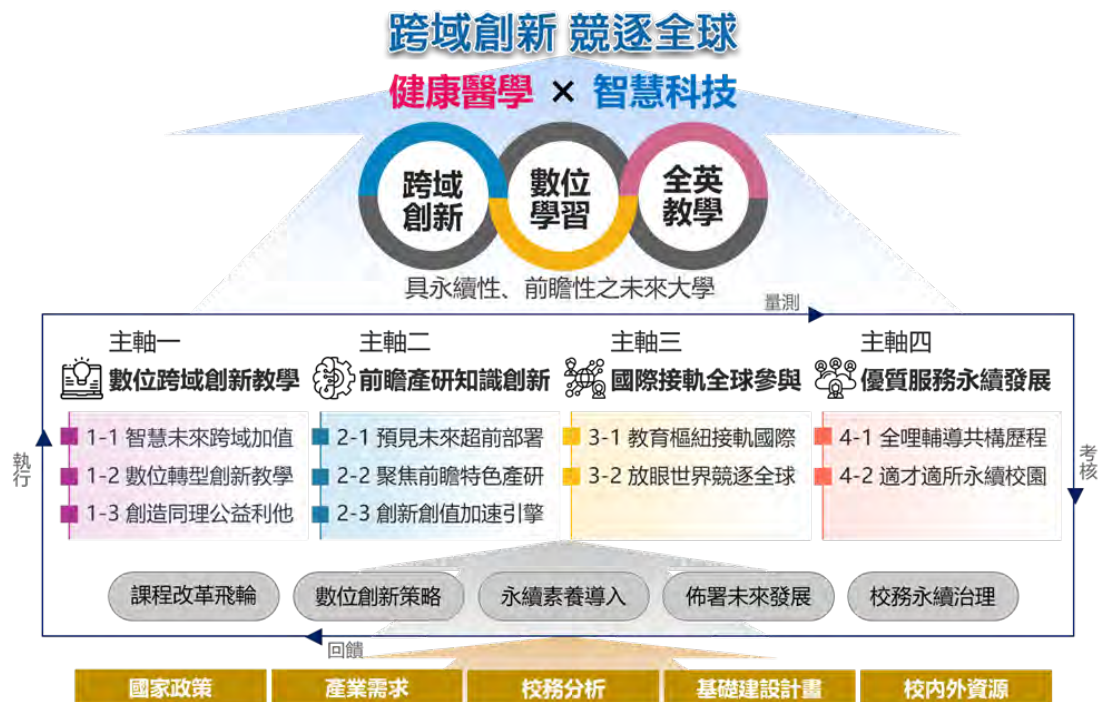 跨域創新 競逐全球
健康醫學 × 智慧科技
跨域
創新
數位
學習
全英
教學
具永續性、前瞻性之未來大學
量測
主軸一
數位跨域創新教學
1-1 智慧未來跨域加值
1-2 數位轉型創新教學
1-3 創造同理公益利他
主軸二
前瞻產研知識創新
2-1 預見未來超前部署
2-2 聚焦前瞻特色產研
2-3 創新創值加速引擎
主軸三
國際接軌全球參與
3-1 教育樞紐接軌國際
3-2 放眼世界競逐全球
主軸四
優質服務永續發展
4-1 全哩輔導共構歷程
4-2 適才適所永續校園
執行
考核
課程改革飛輪
數位創新策略
永續素養導入
佈署未來發展
校務永續治理
回饋
國家政策
產業需求
校務分析
基礎建設計畫
校內外資源